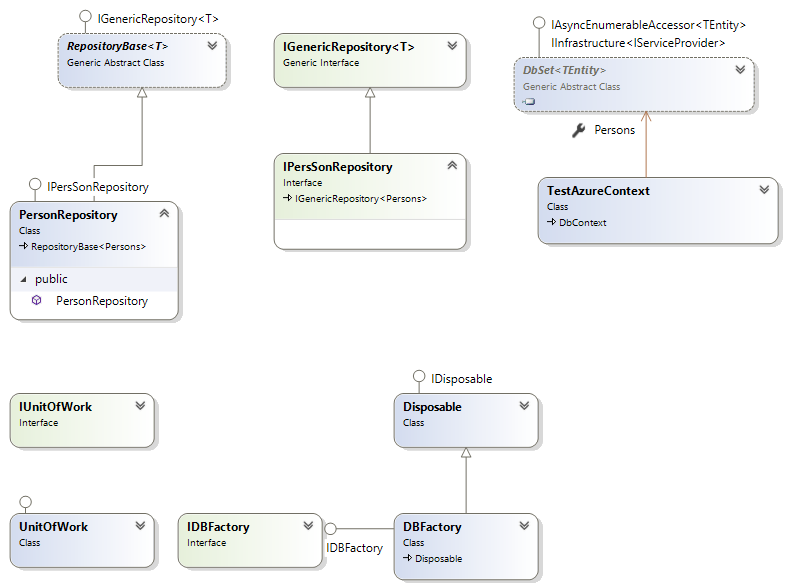 IGenericRepository<T>
RepositoryBase<T>
Generic Abstract Class
IGenericRepository<T>
Generic Interface
IAsyncEnumerableAccessor<TEntity>
IInfrastructure<IServiceProvider>
DbSet<TEntity>
Generic Abstract Class
Persons
IPersSonRepository
PersonRepository
Class
RepositoryBase<Persons>
public
PersonRepository
IPersSonRepository
Interface
IGenericRepository<Persons>
TestAzureContext
Class
DbContext
IUnitOfWork
Interface
IDisposable
Disposable
Class
UnitOfWork
Class
IDBFactory
Interface
IDBFactory
DBFactory
Class
Disposable